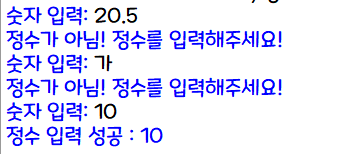 숫자 입력: 20.5
정수가 아님! 정수를 입력해주세요!
숫자 입력: 가
정수가 아님! 정수를 입력해주세요!
숫자 입력: 10
정수 입력 성공 : 10